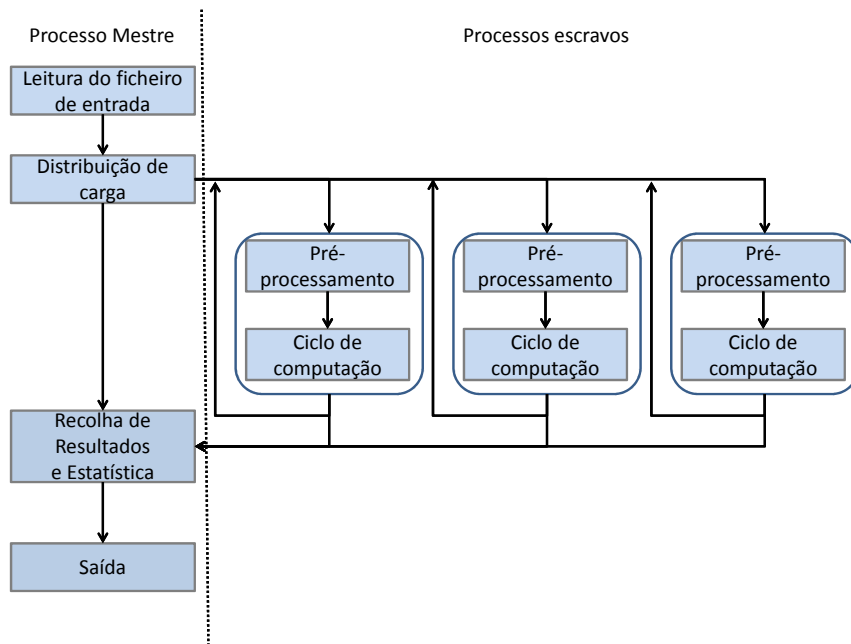 Processo Mestre
Processos escravos
Leitura do ficheiro
de entrada
Distribuição de
carga
Pré-
processamento
Ciclo de
computação
Pré-
processamento
Ciclo de
computação
Pré-
processamento
Ciclo de
computação
Recolha de
Resultados
e Estatística
Saída